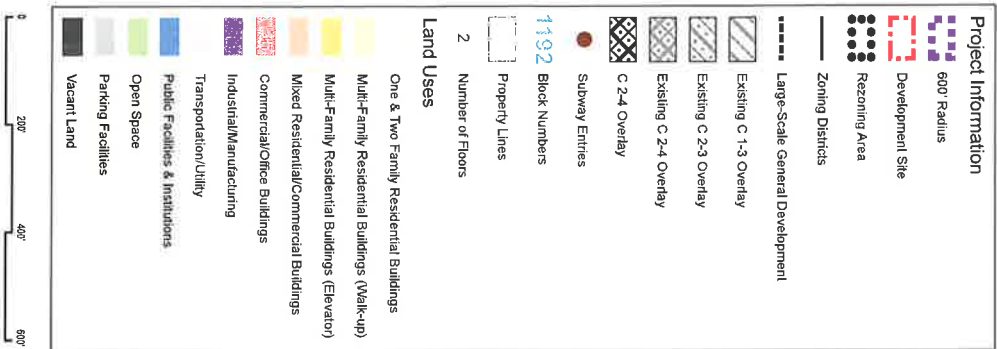 Project Information
600' Radius
Development Site
Rezoning Area
Zoning Districts
Large-Scale General Development
Existing C 1-3 Overlay
Existing C 2-3 Overlay
Existing C 2-4 Overlay
C 2-4 Overlay
Subway Entries
1192 Block Numbers
Property Lines
2 Number of Floors
Land Uses
One & Two Family Residential Buildings
Multi-Family Residential Buildings (Walk-up)
Multi-Family Residential Buildings (Elevator)
Mixed Residential/Commercial Buildings
Commercial/Office Buildings
Industrial/Manufacturing
Transportation/Utility
Public Facilities & Institutions
Open Space
Parking Facilities
Vacant Land
0 200' 400' 600'